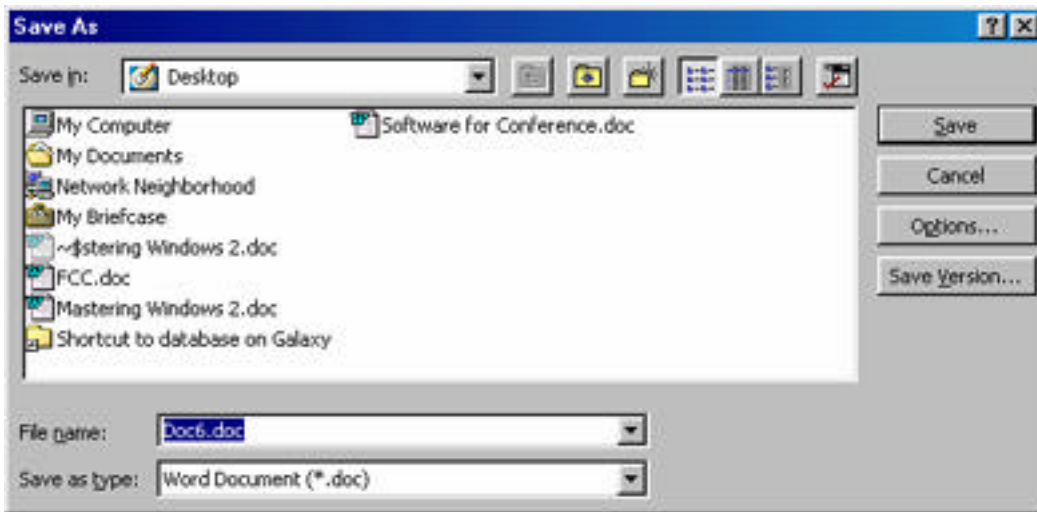 Save As
Save in: Desktop
My Computer
My Documents
Network Neighborhood
My Briefcase
~$stering Windows 2.doc
FCC.doc
Mastering Windows 2.doc
Shortcut to database on Galaxy
Software for Conference.doc
Save
Cancel
Options...
Save Version...
File name: Doc6.doc
Save as type: Word Document (*.doc)